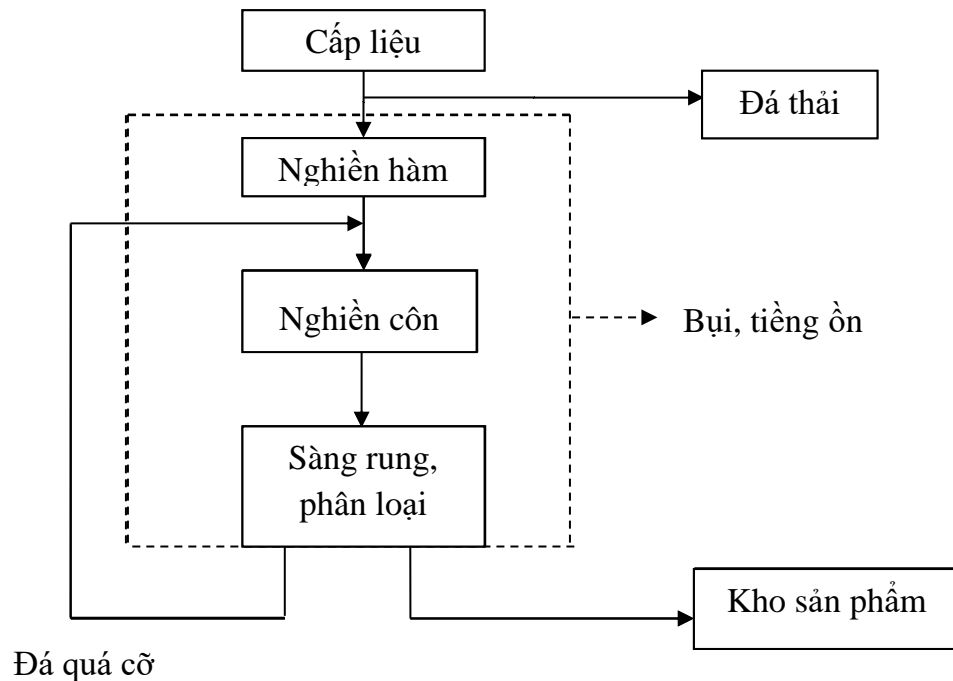 Cấp liệu
Đá thải
Nghiền hàm
Nghiền côn
Bụi, tiềng ồn
Sàng rung,
phân loại
Kho sản phẩm
Đá quá cỡ